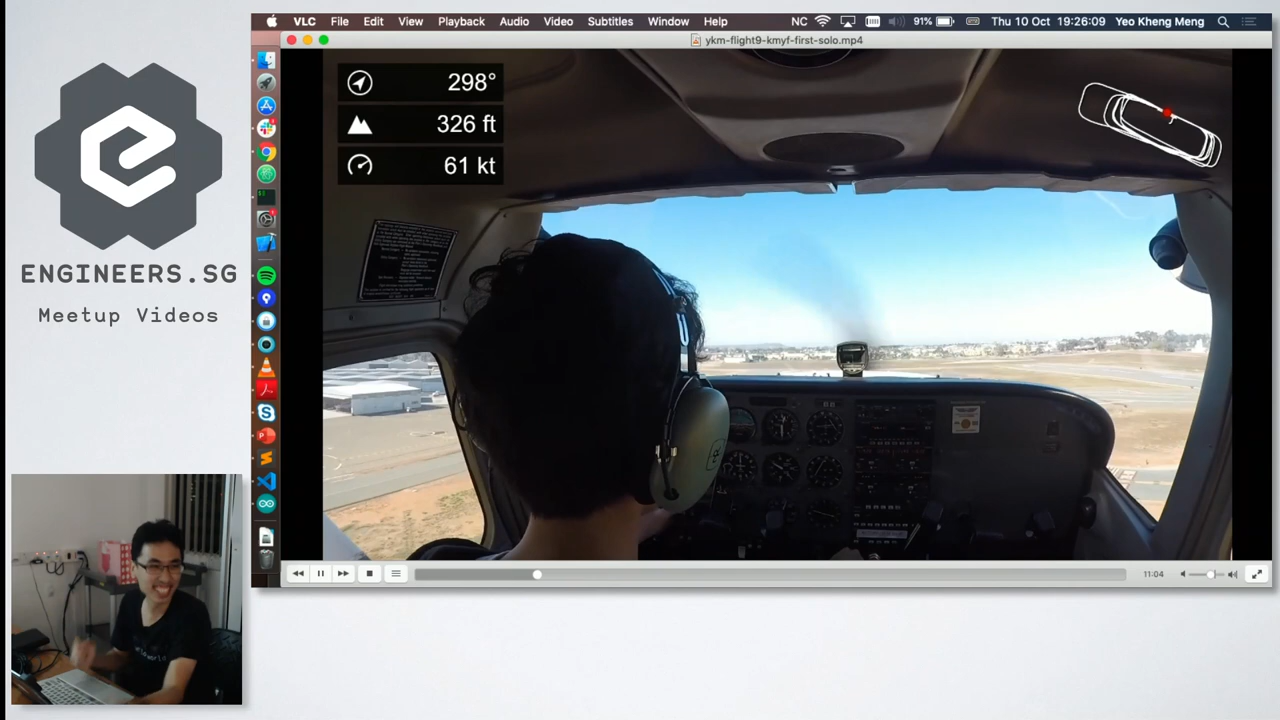 VLC File Edit View Playback Audio Video Subtitles Window Help NC 91% Thu 10 Oct 19:26:09 Yeo Kheng Meng
ykm-flight9-kmyf-first-solo.mp4
298°
326 ft
61 kt
ENGINEERS.SG
Meetup Videos
11:04